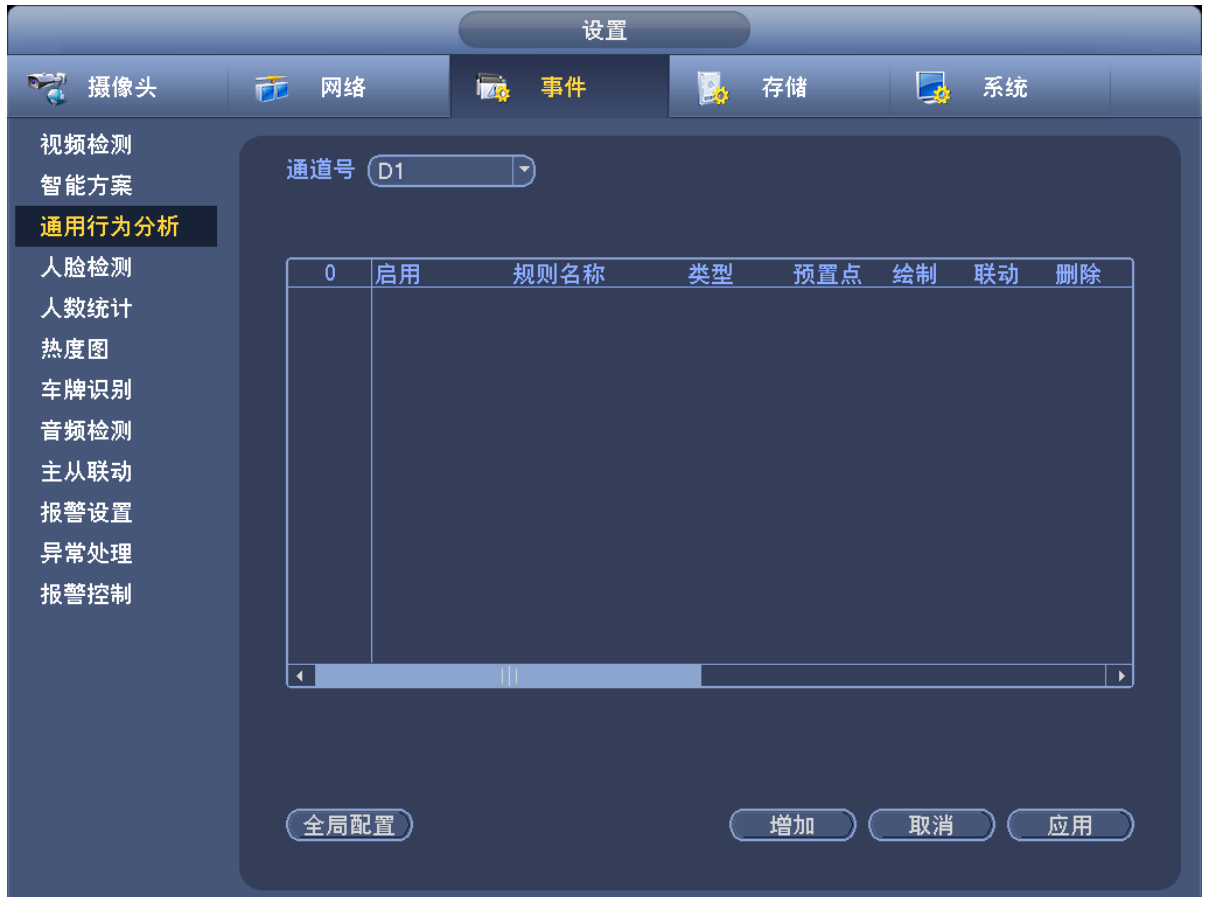 设置
摄像头 网络 事件 存储 系统
视频检测
智能方案
通用行为分析
人脸检测
人数统计
热度图
车牌识别
音频检测
主从联动
报警设置
异常处理
报警控制
通道号 D1
0 启用 规则名称 类型 预置点 绘制 联动 删除
全局配置 增加 取消 应用